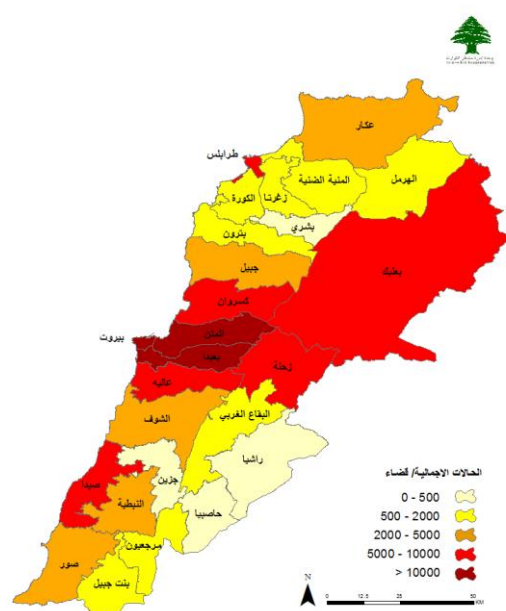 عكار
طرابلس
المنية الضنية
الهرمل
زغرتا
الكورة
بشري
بترون
بعلبك
جبيل
كسروان
المتن
بيروت
بعبدا
زحلة
عاليه
البقاع الغربي
الشوف
راشيا
جزين
صيدا
النبطية
حاصبيا
مرجعيون
صور
بنت جبيل
الحالات الاجمالية/ قضاء
0 - 500
500 - 2000
2000 - 5000
5000 - 10000
> 10000
N
0 12.5 25 50
KM